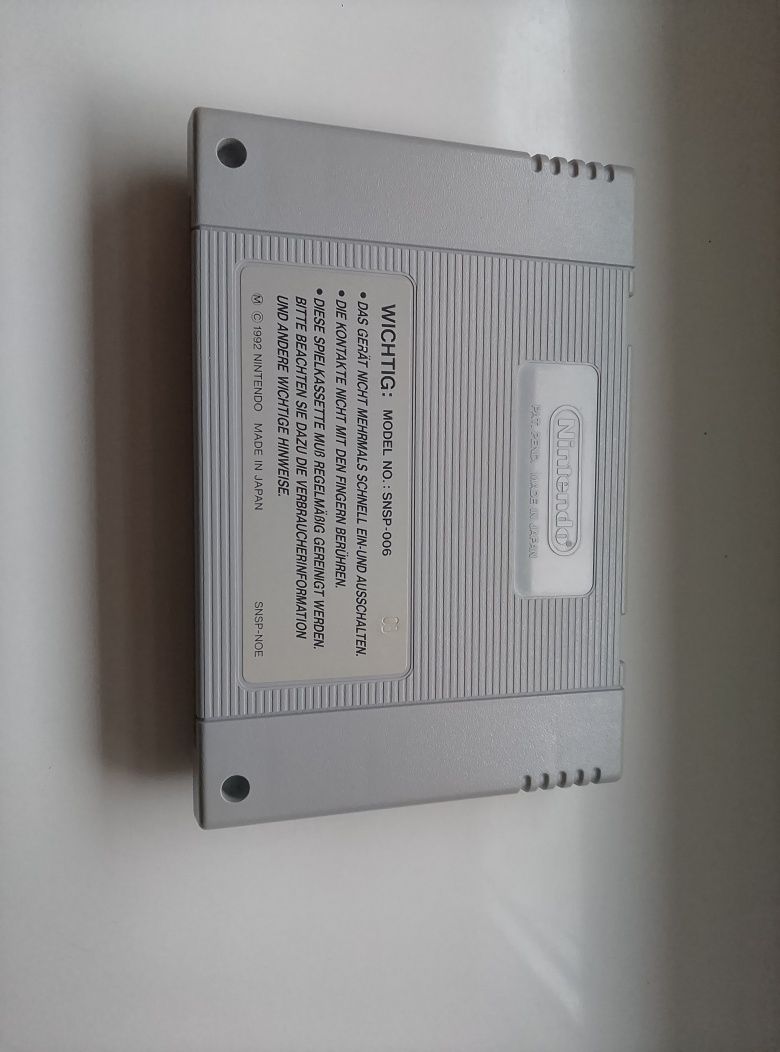 Nintendo®
PAT. PEND. MADE IN JAPAN
WICHTIG: MODEL NO.: SNSP-006
• DAS GERÄT NICHT MEHRMALS SCHNELL EIN-UND AUSSCHALTEN.
• DIE KONTAKTE NICHT MIT DEN FINGERN BERÜHREN.
• DIESE SPIELKASSETTE MUß REGELMÄßIG GEREINIGT WERDEN.
BITTE BEACHTEN SIE DAZU DIE VERBRAUCHERINFORMATION
UND ANDERE WICHTIGE HINWEISE.
Ⓜ © 1992 NINTENDO MADE IN JAPAN SNSP-NOE